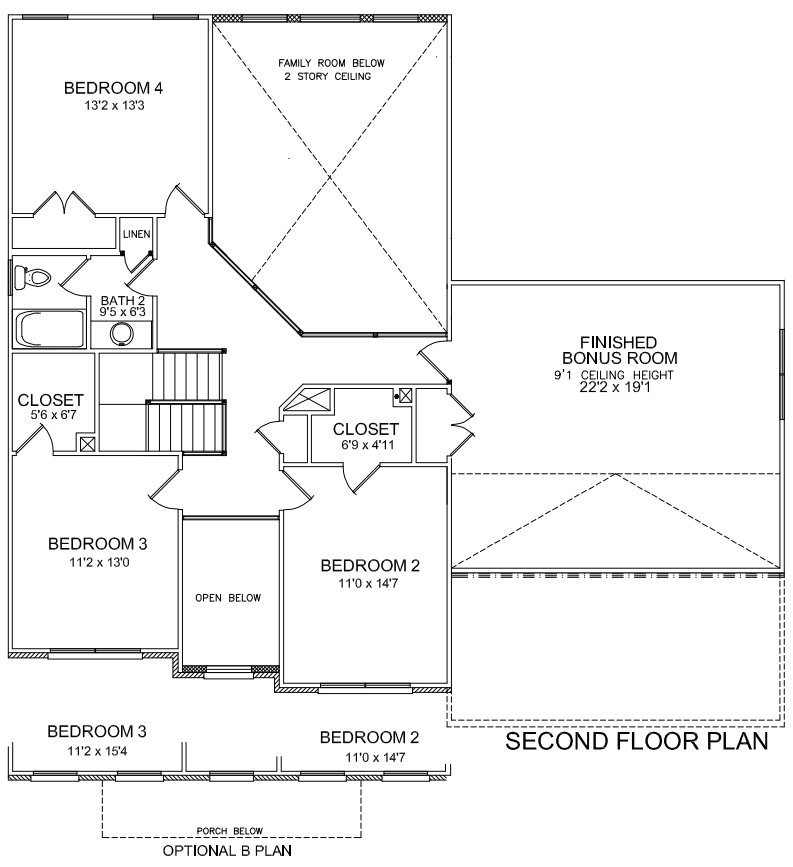 FAMILY ROOM BELOW
2 STORY CEILING
BEDROOM 4
13'2 x 13'3
LINEN
BATH 2
9'5 x 6'3
FINISHED
BONUS ROOM
9'1 CEILING HEIGHT
22'2 x 19'1
CLOSET
5'6 x 6'7
CLOSET
6'9 x 4'11
BEDROOM 3
11'2 x 13'0
BEDROOM 2
11'0 x 14'7
OPEN BELOW
BEDROOM 3
11'2 x 15'4
BEDROOM 2
11'0 x 14'7
SECOND FLOOR PLAN
PORCH BELOW
OPTIONAL B PLAN